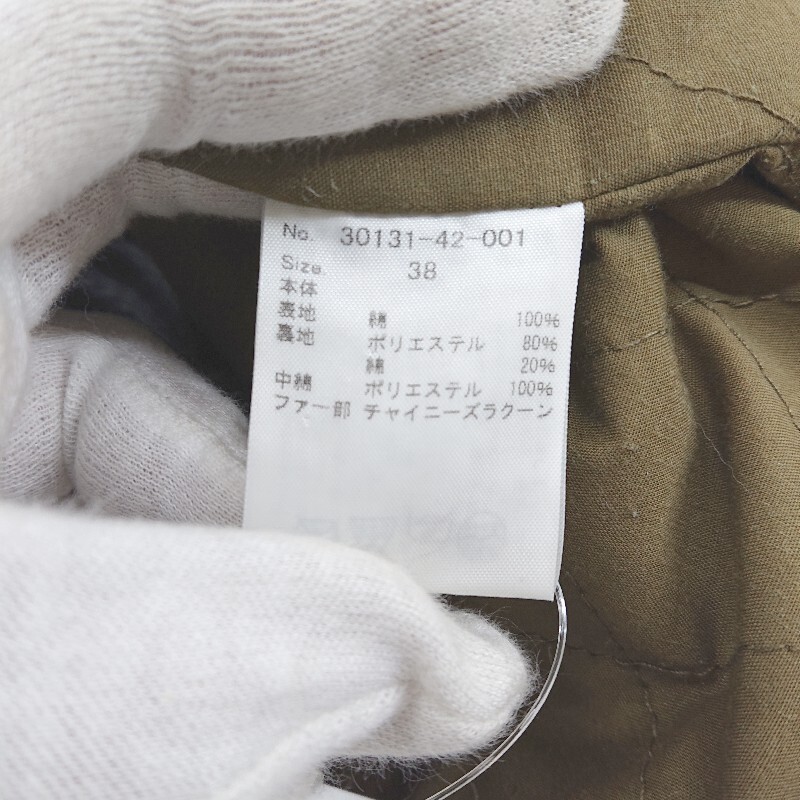 No. 30131-42-001
Size. 38
本体
表地 綿 100%
裏地 ポリエステル 80%
綿 20%
中綿 ポリエステル 100%
ファー部 チャイニーズラクーン